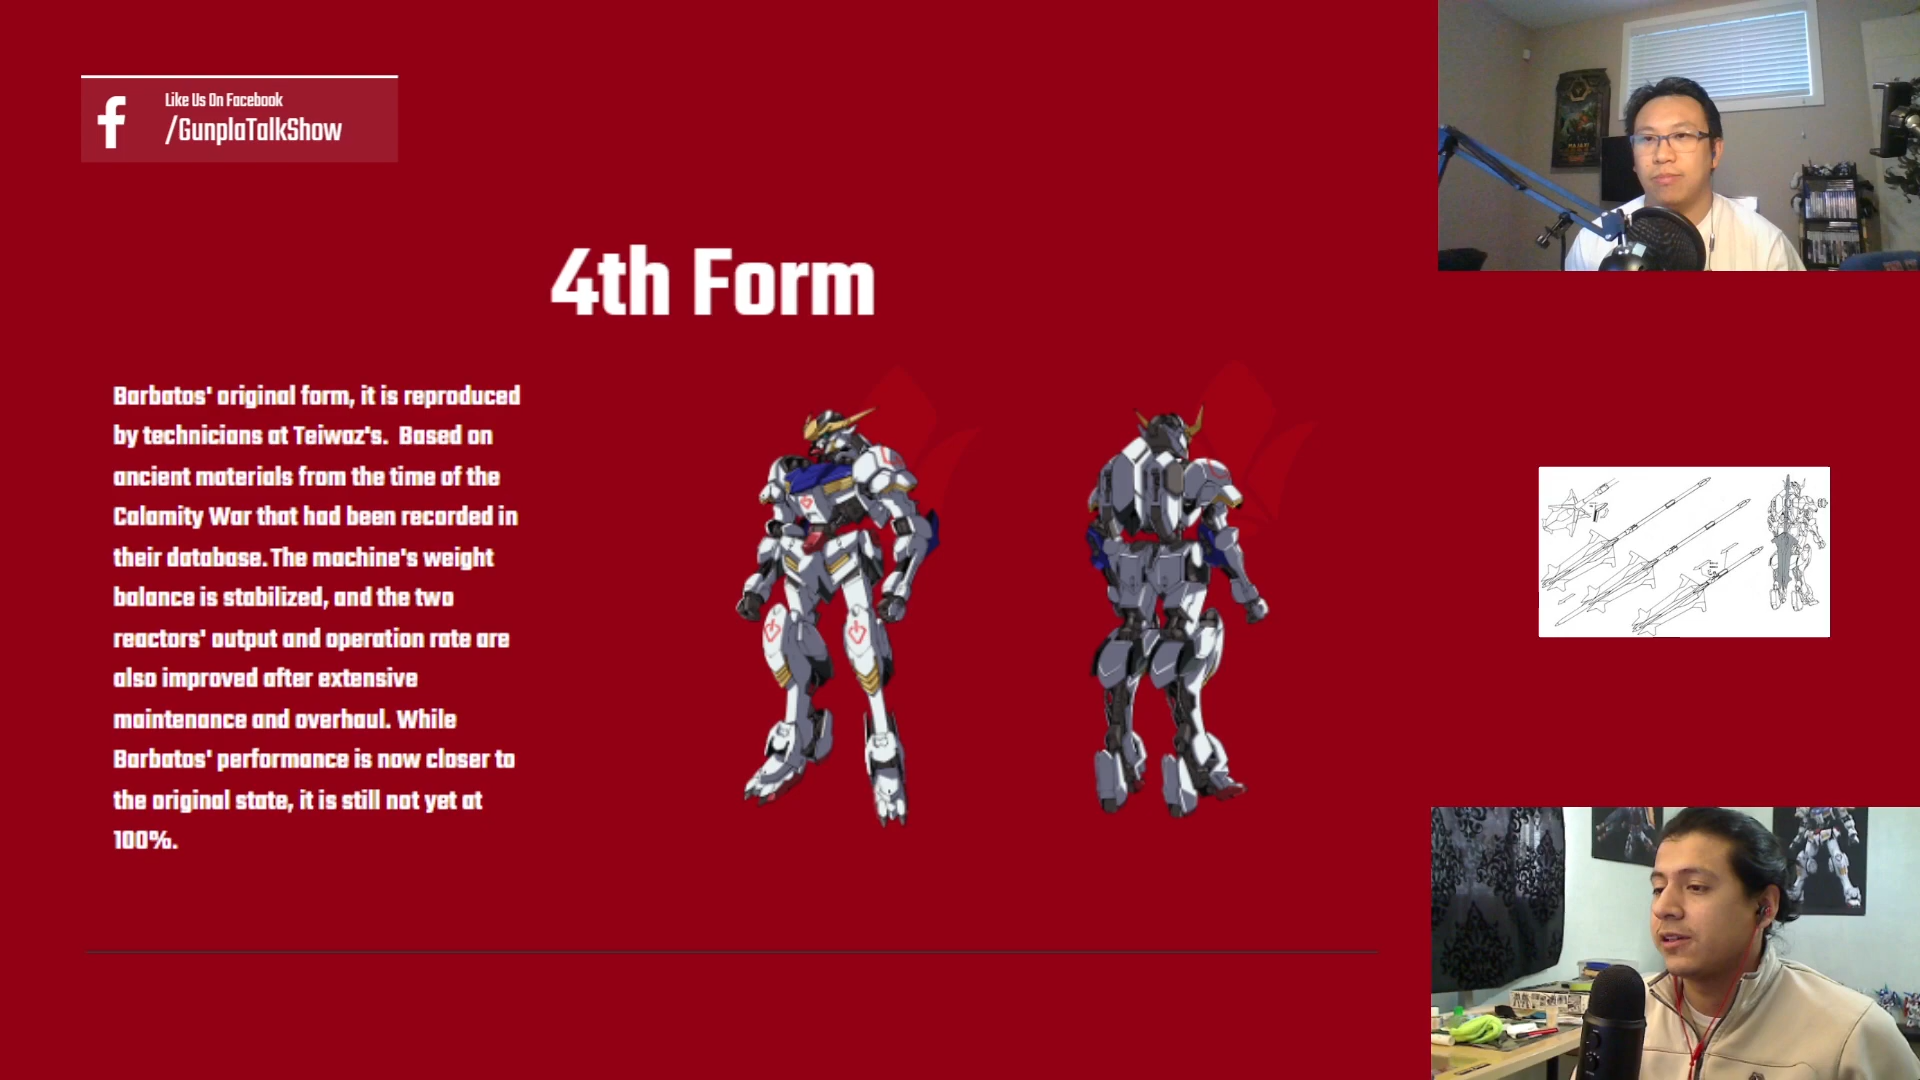 Like Us On Facebook
/GunplaTalkShow
4th Form
Barbatos' original form, it is reproduced
by technicians at Teiwaz's. Based on
ancient materials from the time of the
Calamity War that had been recorded in
their database. The machine's weight
balance is stabilized, and the two
reactors' output and operation rate are
also improved after extensive
maintenance and overhaul. While
Barbatos' performance is now closer to
the original state, it is still not yet at
100%.